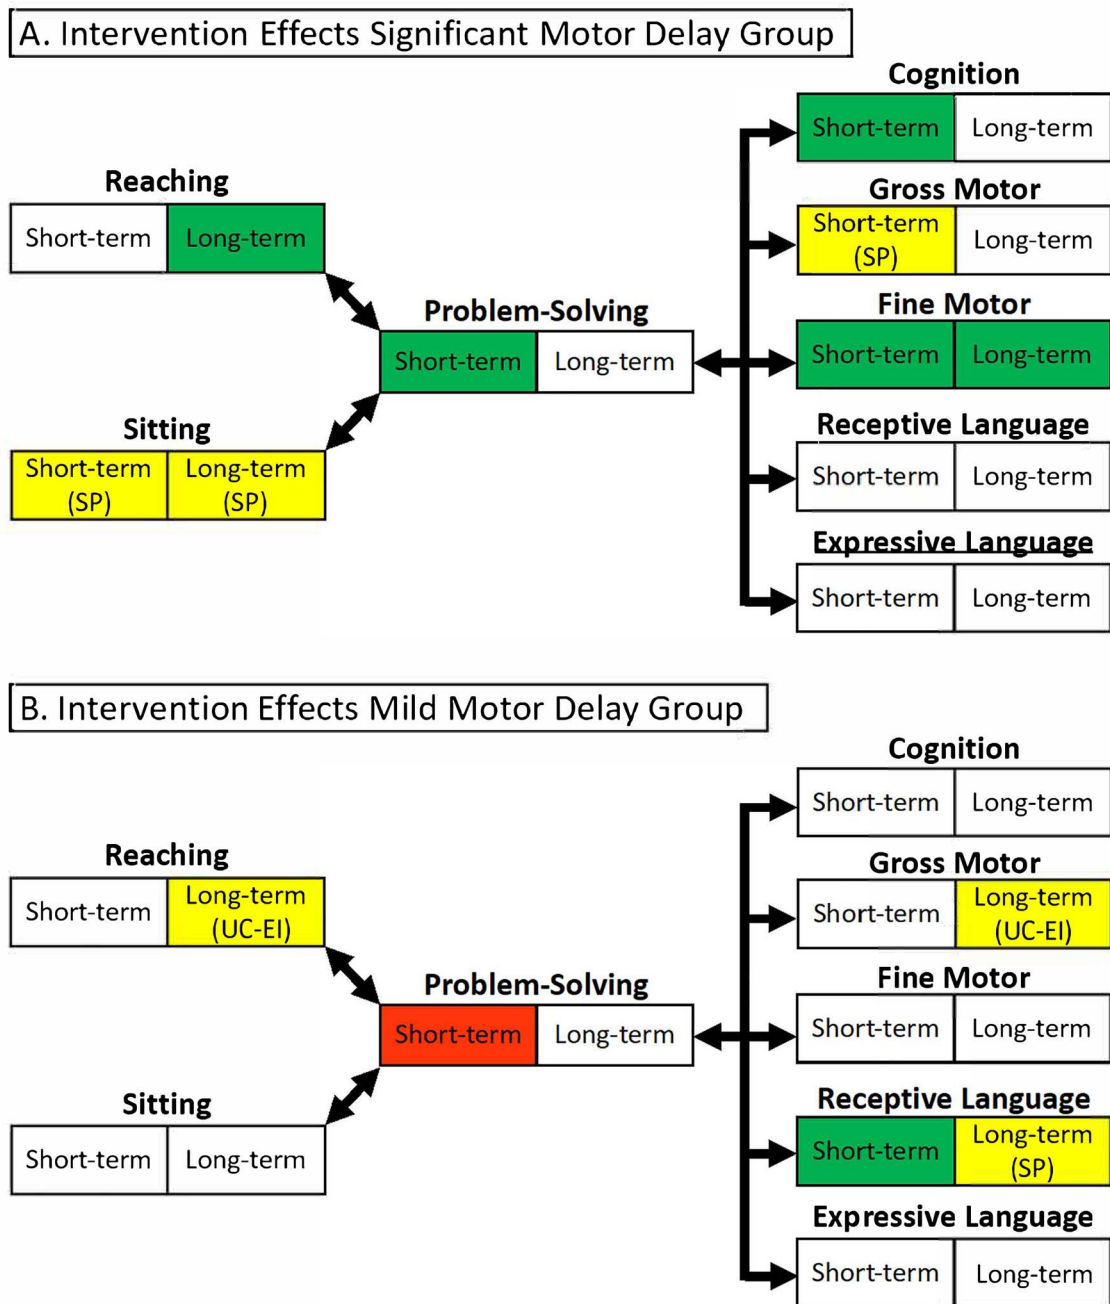 A. Intervention Effects Significant Motor Delay Group
Reaching
Short-term Long-term
Sitting
Short-term (SP) Long-term (SP)
Problem-Solving
Short-term Long-term
Cognition
Short-term Long-term
Gross Motor
Short-term (SP) Long-term
Fine Motor
Short-term Long-term
Receptive Language
Short-term Long-term
Expressive Language
Short-term Long-term
B. Intervention Effects Mild Motor Delay Group
Reaching
Short-term Long-term (UC-EI)
Sitting
Short-term Long-term
Problem-Solving
Short-term Long-term
Cognition
Short-term Long-term
Gross Motor
Short-term Long-term (UC-EI)
Fine Motor
Short-term Long-term
Receptive Language
Short-term Long-term (SP)
Expressive Language
Short-term Long-term